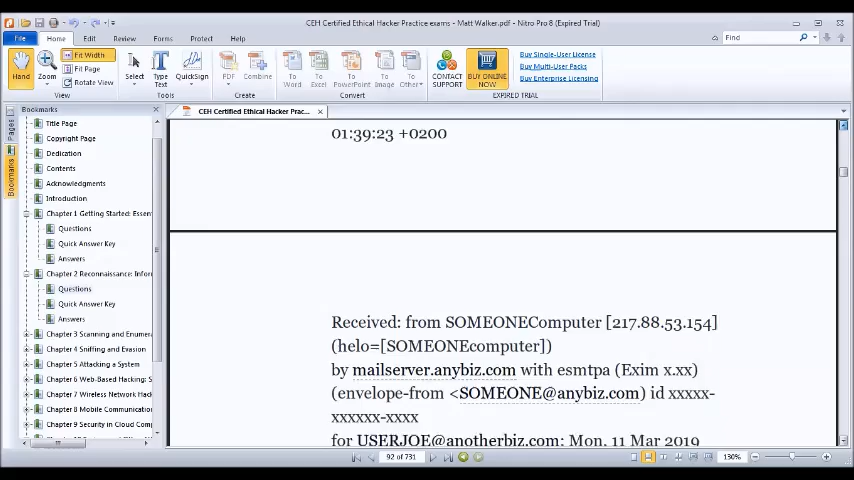 CEH Certified Ethical Hacker Practice exams - Matt Walker.pdf - Nitro Pro 8 (Expired Trial)
File Home Edit Review Forms Protect Help Find
Hand Zoom Fit Width Fit Page Rotate View
Select Type Text QuickSign
PDF Combine
To Word To Excel To PowerPoint To Image To Other
CONTACT SUPPORT BUY ONLINE NOW
Buy Single-User License
Buy Multi-User Packs
Buy Enterprise Licensing
View Tools Create Convert EXPIRED TRIAL
Bookmarks
CEH Certified Ethical Hacker Prac...
Pages
Bookmarks
Title Page
Copyright Page
Dedication
Contents
Acknowledgments
Introduction
Chapter 1 Getting Started: Essen
Questions
Quick Answer Key
Answers
Chapter 2 Reconnaissance: Inforr
Questions
Quick Answer Key
Answers
Chapter 3 Scanning and Enumera
Chapter 4 Sniffing and Evasion
Chapter 5 Attacking a System
Chapter 6 Web-Based Hacking: S
Chapter 7 Wireless Network Hack
Chapter 8 Mobile Communication
Chapter 9 Security in Cloud Comp
01:39:23 +0200
Received: from SOMEONEComputer [217.88.53.154]
(helo=[SOMEONEcomputer])
by mailserver.anybiz.com with esmtpa (Exim x.xx)
(envelope-from <SOMEONE@anybiz.com) id xxxxx-
xxxxxx-xxxx
for USERJOE@anotherbiz.com; Mon, 11 Mar 2019
92 of 731
130%